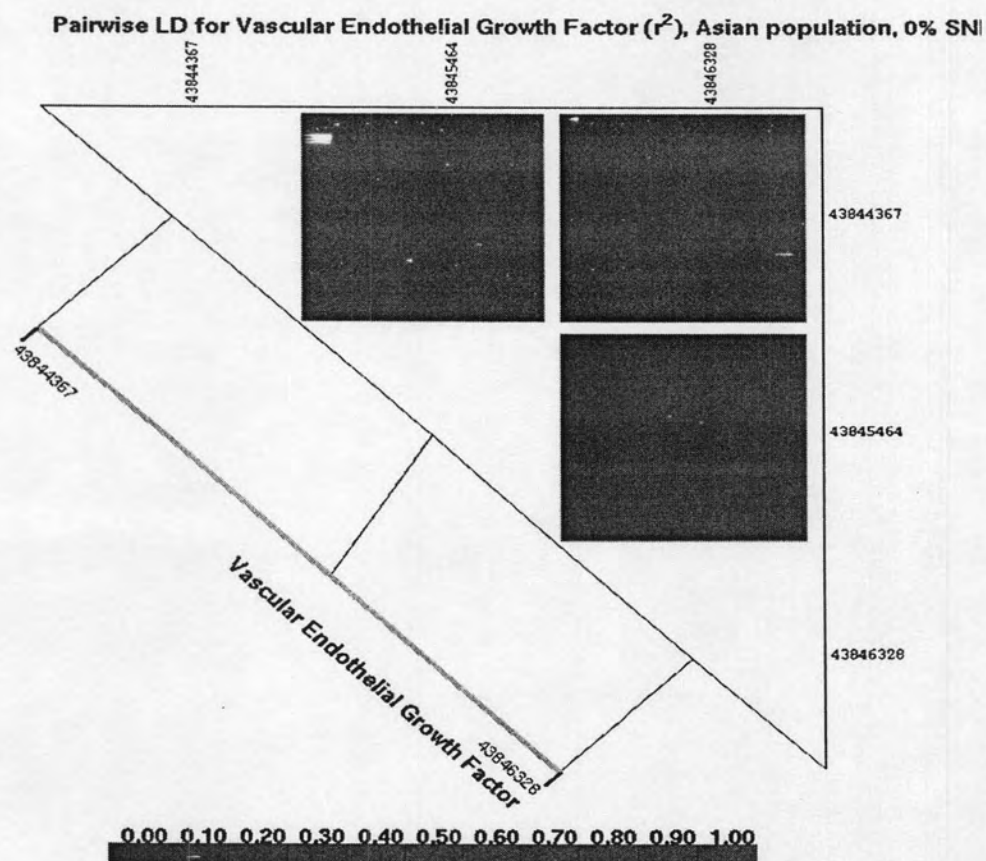 Pairwise LD for Vascular Endothelial Growth Factor (r²), Asian population, 0% SN
43844367
43845464
43846328
43844367
43845464
43846328
43844367
Vascular Endothelial Growth Factor
43846328
0.00 0.10 0.20 0.30 0.40 0.50 0.60 0.70 0.80 0.90 1.00